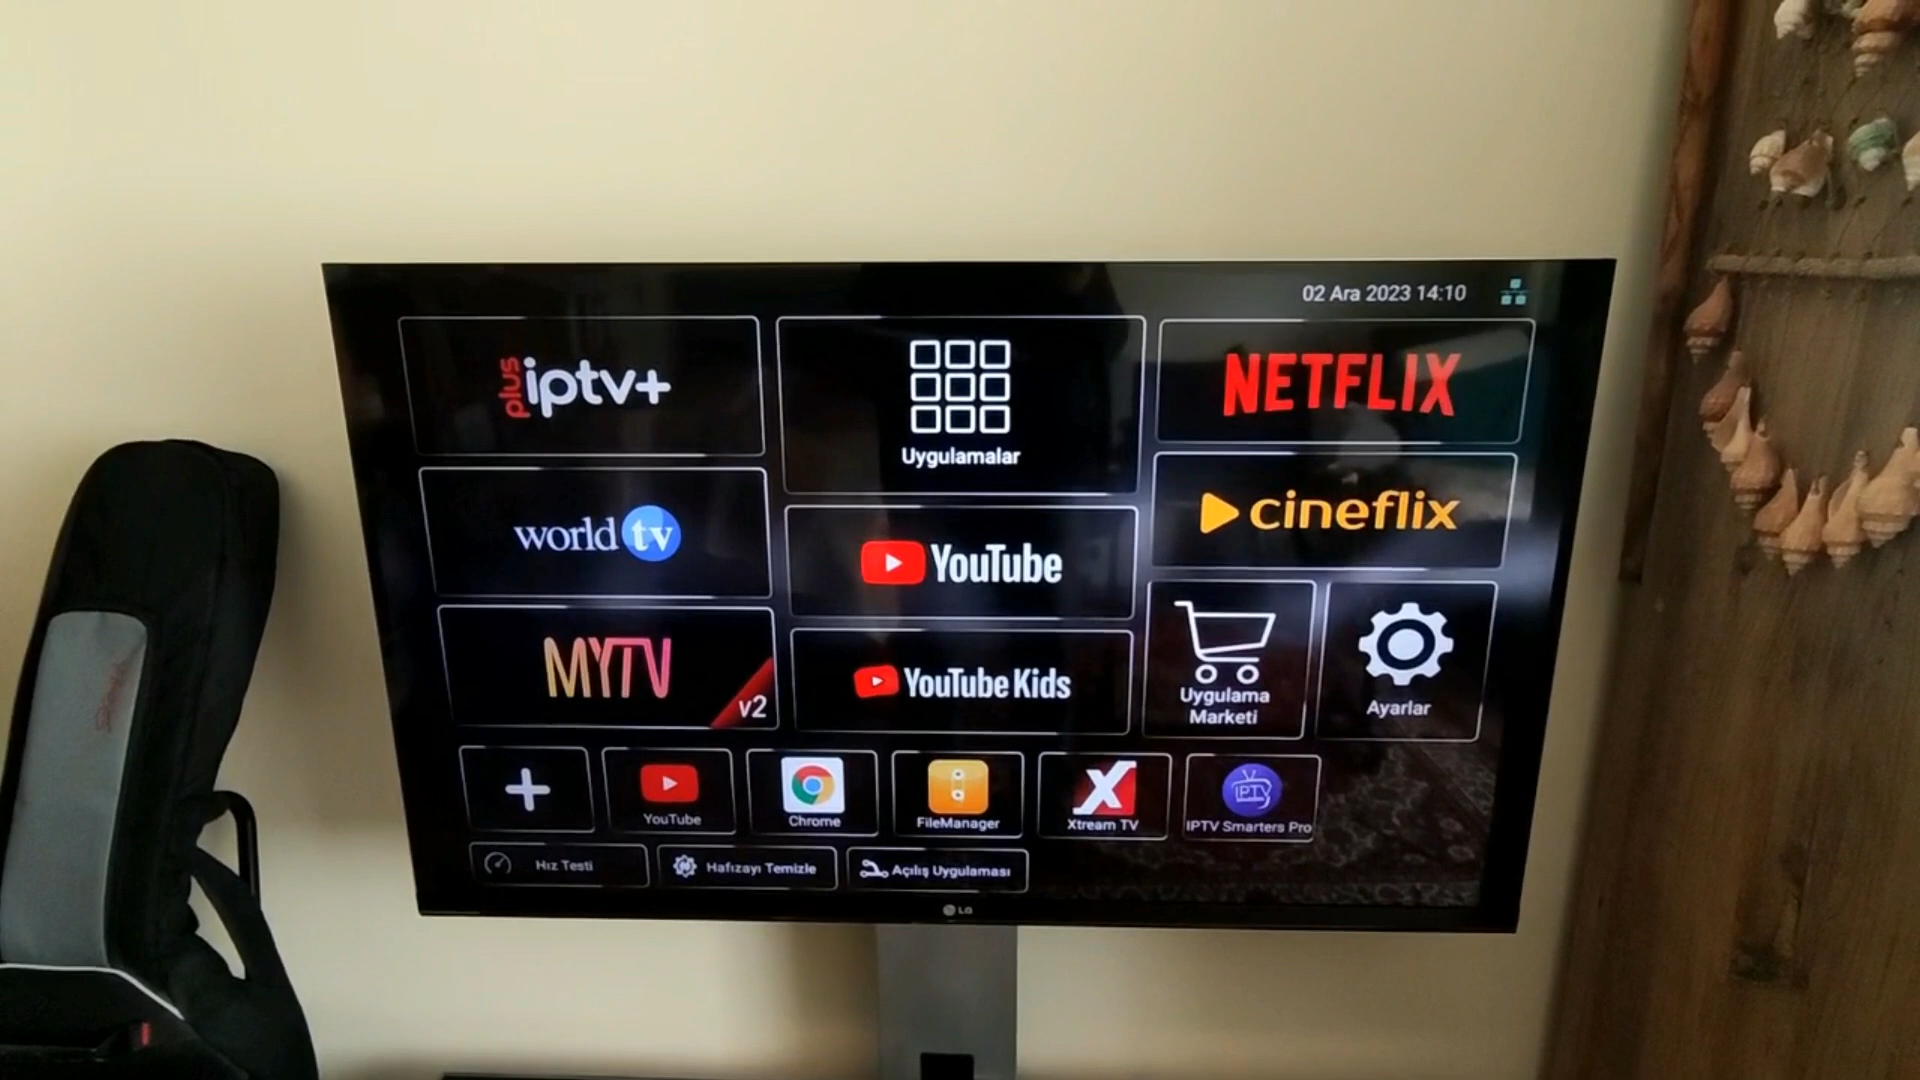 02 Ara 2023 14:10
plus iptv+
Uygulamalar
NETFLIX
world tv
YouTube
cineflix
MYTV
v2
YouTube Kids
Uygulama
Marketi
Ayarlar
YouTube
Chrome
FileManager
Xtream TV
IPTV Smarters Pro
Hız Testi
Hafızayı Temizle
Açılış Uygulaması
LG